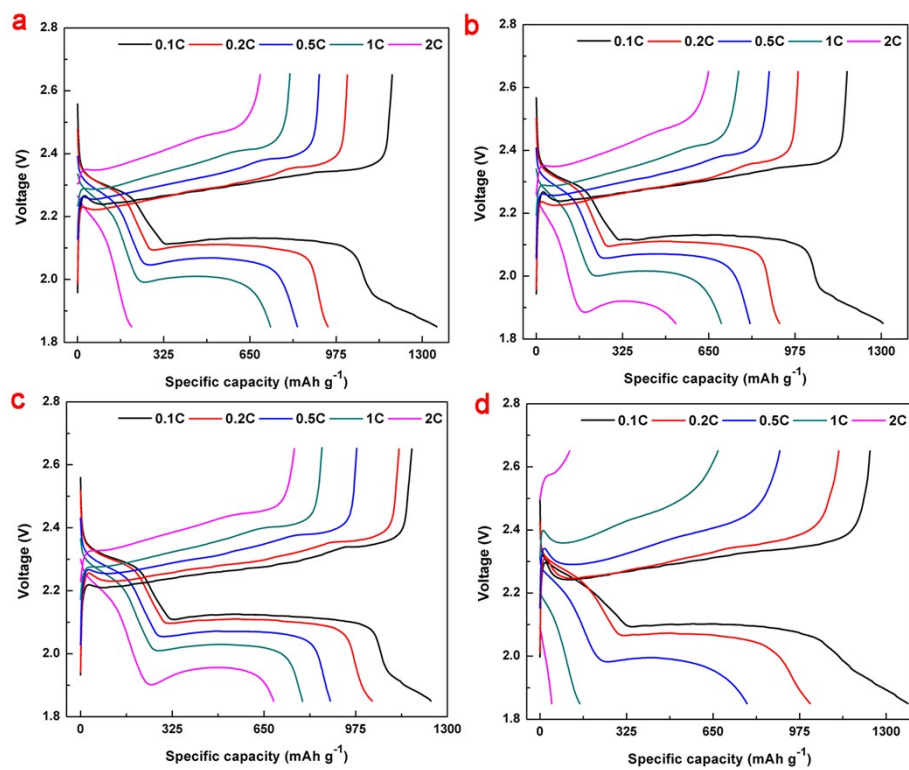 a
0.1C 0.2C 0.5C 1C 2C
2.8
2.6
2.4
2.2
2.0
1.8
Voltage (V)
0 325 650 975 1300
Specific capacity (mAh g⁻¹)
b
0.1C 0.2C 0.5C 1C 2C
2.8
2.6
2.4
2.2
2.0
1.8
Voltage (V)
0 325 650 975 1300
Specific capacity (mAh g⁻¹)
c
0.1C 0.2C 0.5C 1C 2C
2.8
2.6
2.4
2.2
2.0
1.8
Voltage (V)
0 325 650 975 1300
Specific capacity (mAh g⁻¹)
d
0.1C 0.2C 0.5C 1C 2C
2.8
2.6
2.4
2.2
2.0
1.8
Voltage (V)
0 325 650 975 1300
Specific capacity (mAh g⁻¹)